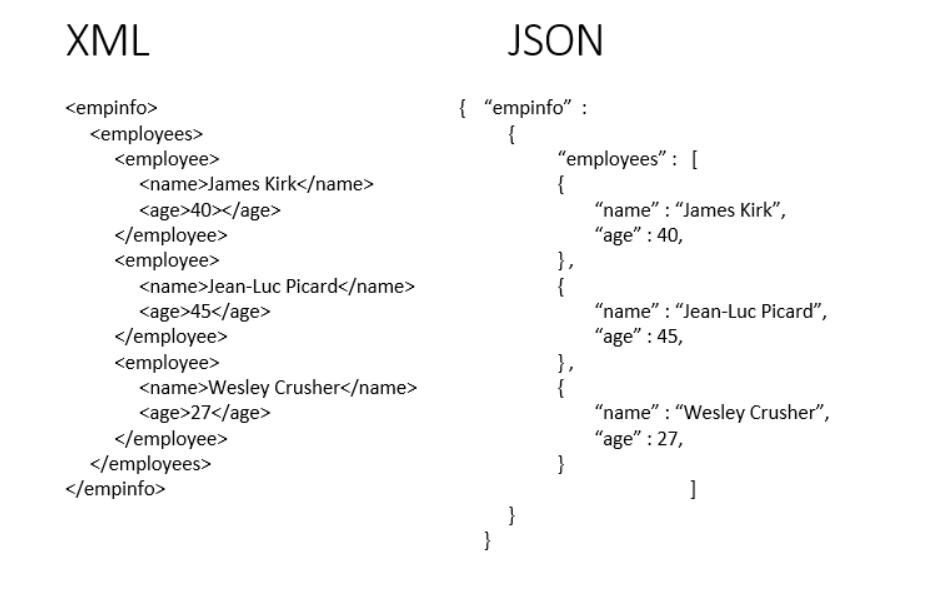 XML
<empinfo>
<employees>
<employee>
<name>James Kirk</name>
<age>40></age>
</employee>
<employee>
<name>Jean-Luc Picard</name>
<age>45</age>
</employee>
<employee>
<name>Wesley Crusher</name>
<age>27</age>
</employee>
</employees>
</empinfo>
JSON
{ “empinfo” :
{
“employees” : [
{
“name” : “James Kirk”,
“age” : 40,
} ,
{
“name” : “Jean-Luc Picard”,
“age” : 45,
} ,
{
“name” : “Wesley Crusher”,
“age” : 27,
}
]
}
}